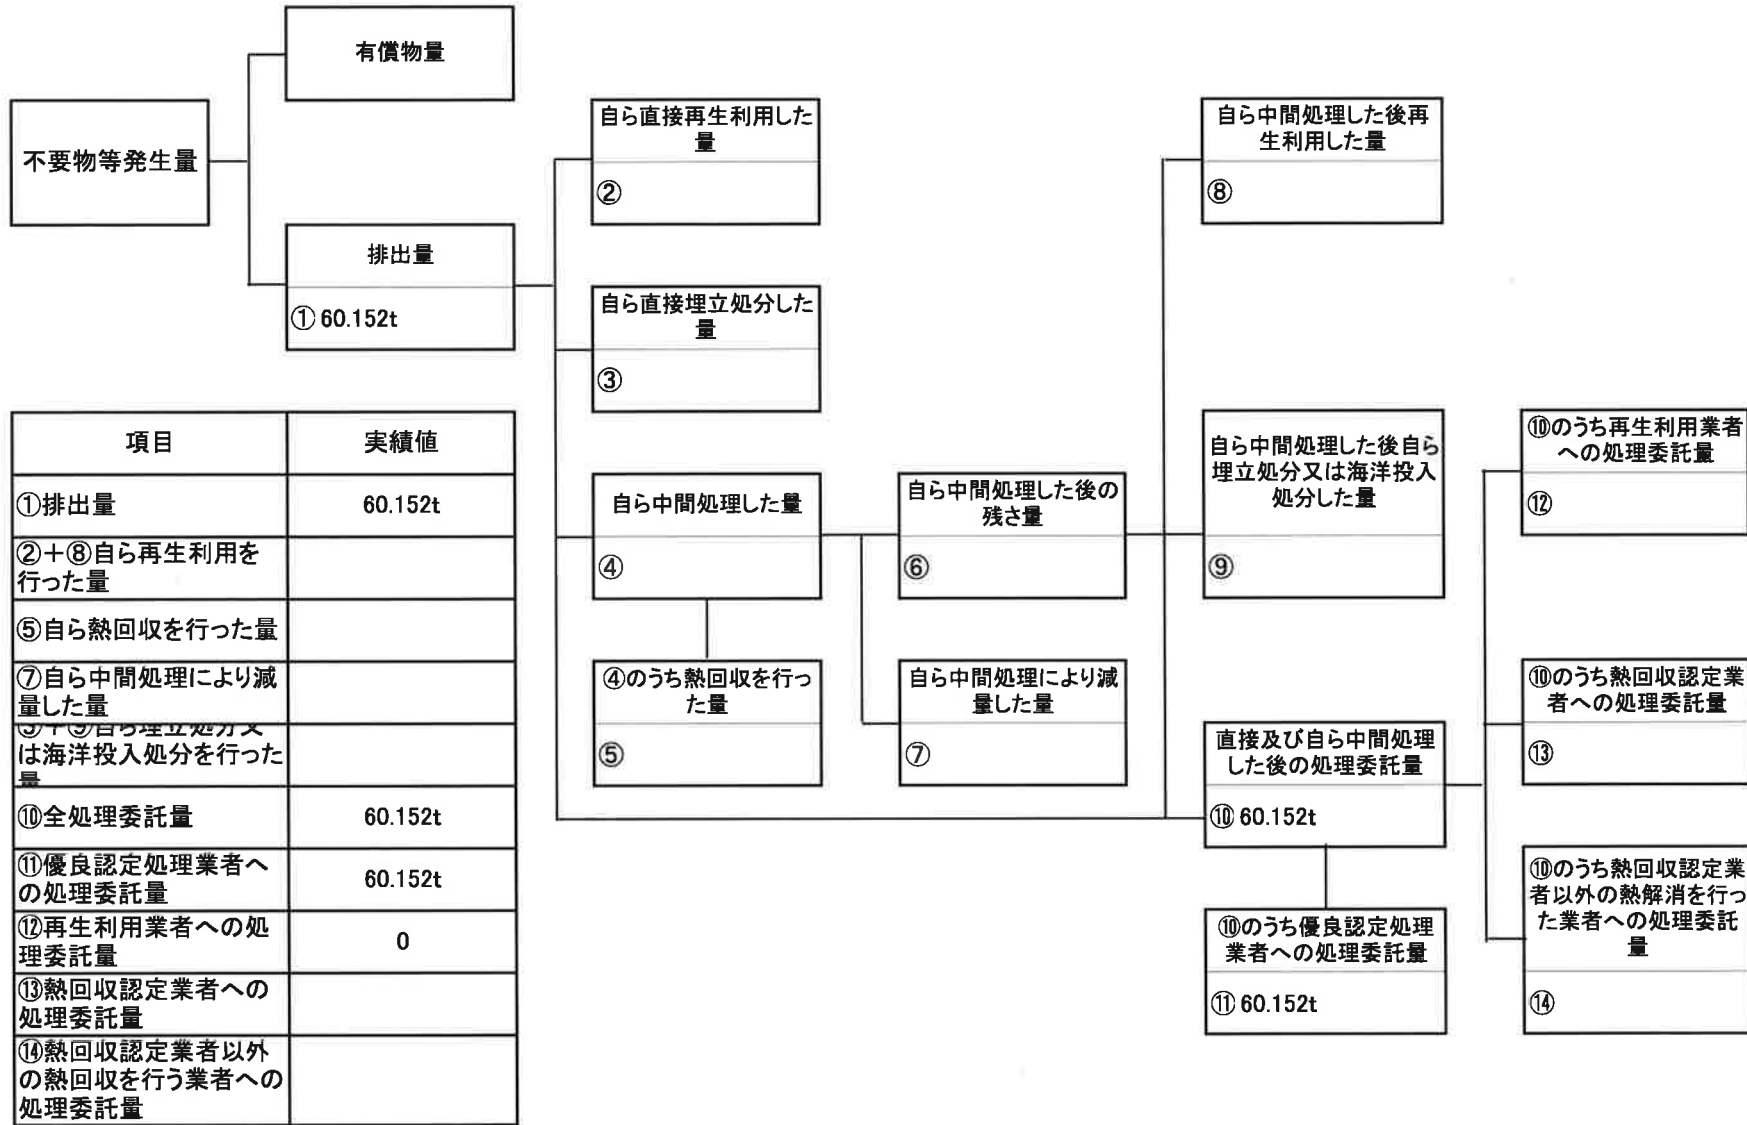 有償物量
不要物等発生量
排出量
① 60.152t
自ら直接再生利用した
量
②
自ら直接埋立処分した
量
③
自ら中間処理した量
④
④のうち熱回収を行っ
た量
⑤
自ら中間処理した後の
残さ量
⑥
自ら中間処理により減
量した量
⑦
自ら中間処理した後再
生利用した量
⑧
自ら中間処理した後自ら
埋立処分又は海洋投入
処分した量
⑨
直接及び自ら中間処理
した後の処理委託量
⑩ 60.152t
⑩のうち優良認定処理
業者への処理委託量
⑪ 60.152t
⑩のうち再生利用業者
への処理委託量
⑫
⑩のうち熱回収認定業
者への処理委託量
⑬
⑩のうち熱回収認定業
者以外の熱解消を行っ
た業者への処理委託
量
⑭
項目 実績値
①排出量 60.152t
②+⑧自ら再生利用を
行った量
⑤自ら熱回収を行った量
⑦自ら中間処理により減
量した量
③+⑨自ら埋立処分又
は海洋投入処分を行った
量
⑩全処理委託量 60.152t
⑪優良認定処理業者へ
の処理委託量 60.152t
⑫再生利用業者への処
理委託量 0
⑬熱回収認定業者への
処理委託量
⑭熱回収認定業者以外
の熱回収を行う業者への
処理委託量